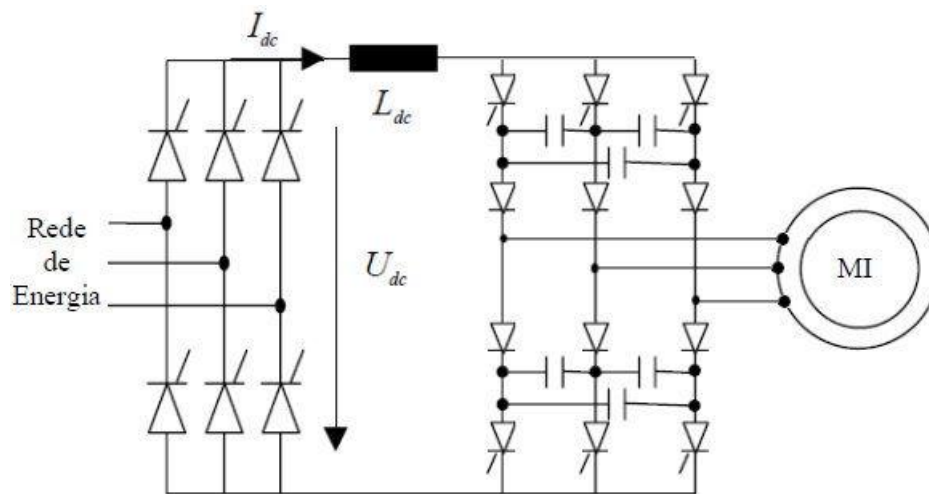 I_dc
L_dc
Rede
de
Energia
U_dc
MI